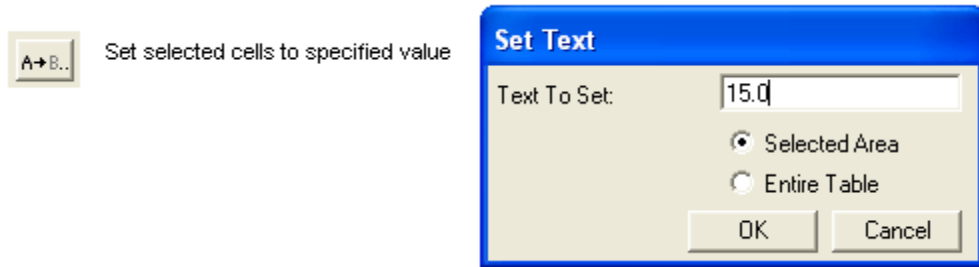 A→B..
Set selected cells to specified value
Set Text
Text To Set:
15.0
Selected Area
Entire Table
OK
Cancel